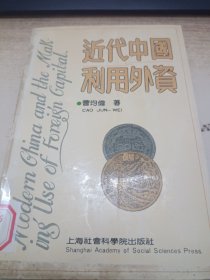 近代中國
利用外資
●曹均偉 著
CAO JUN-WEI
Modern China and the Mak-
ing Use of Foreign Capital.
上海社會科學院出版社
Shanghai Academy of Social Sciences Press